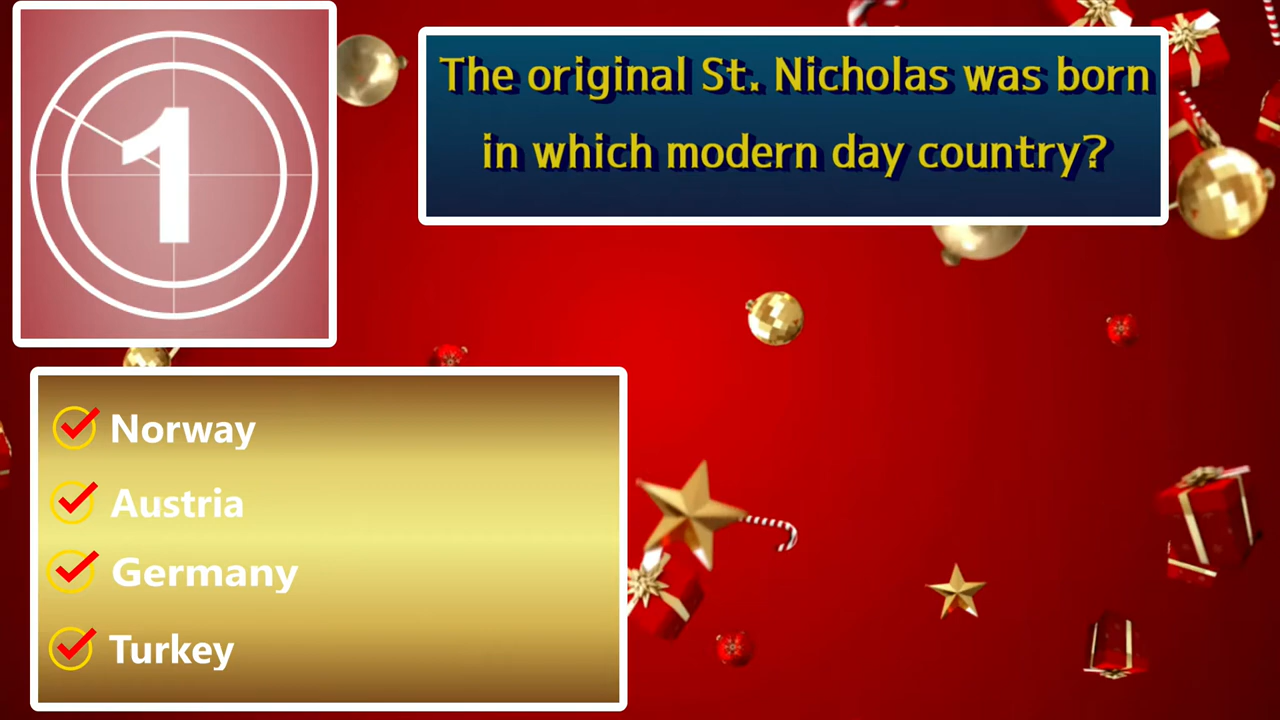 1
The original St. Nicholas was born
in which modern day country?
Norway
Austria
Germany
Turkey